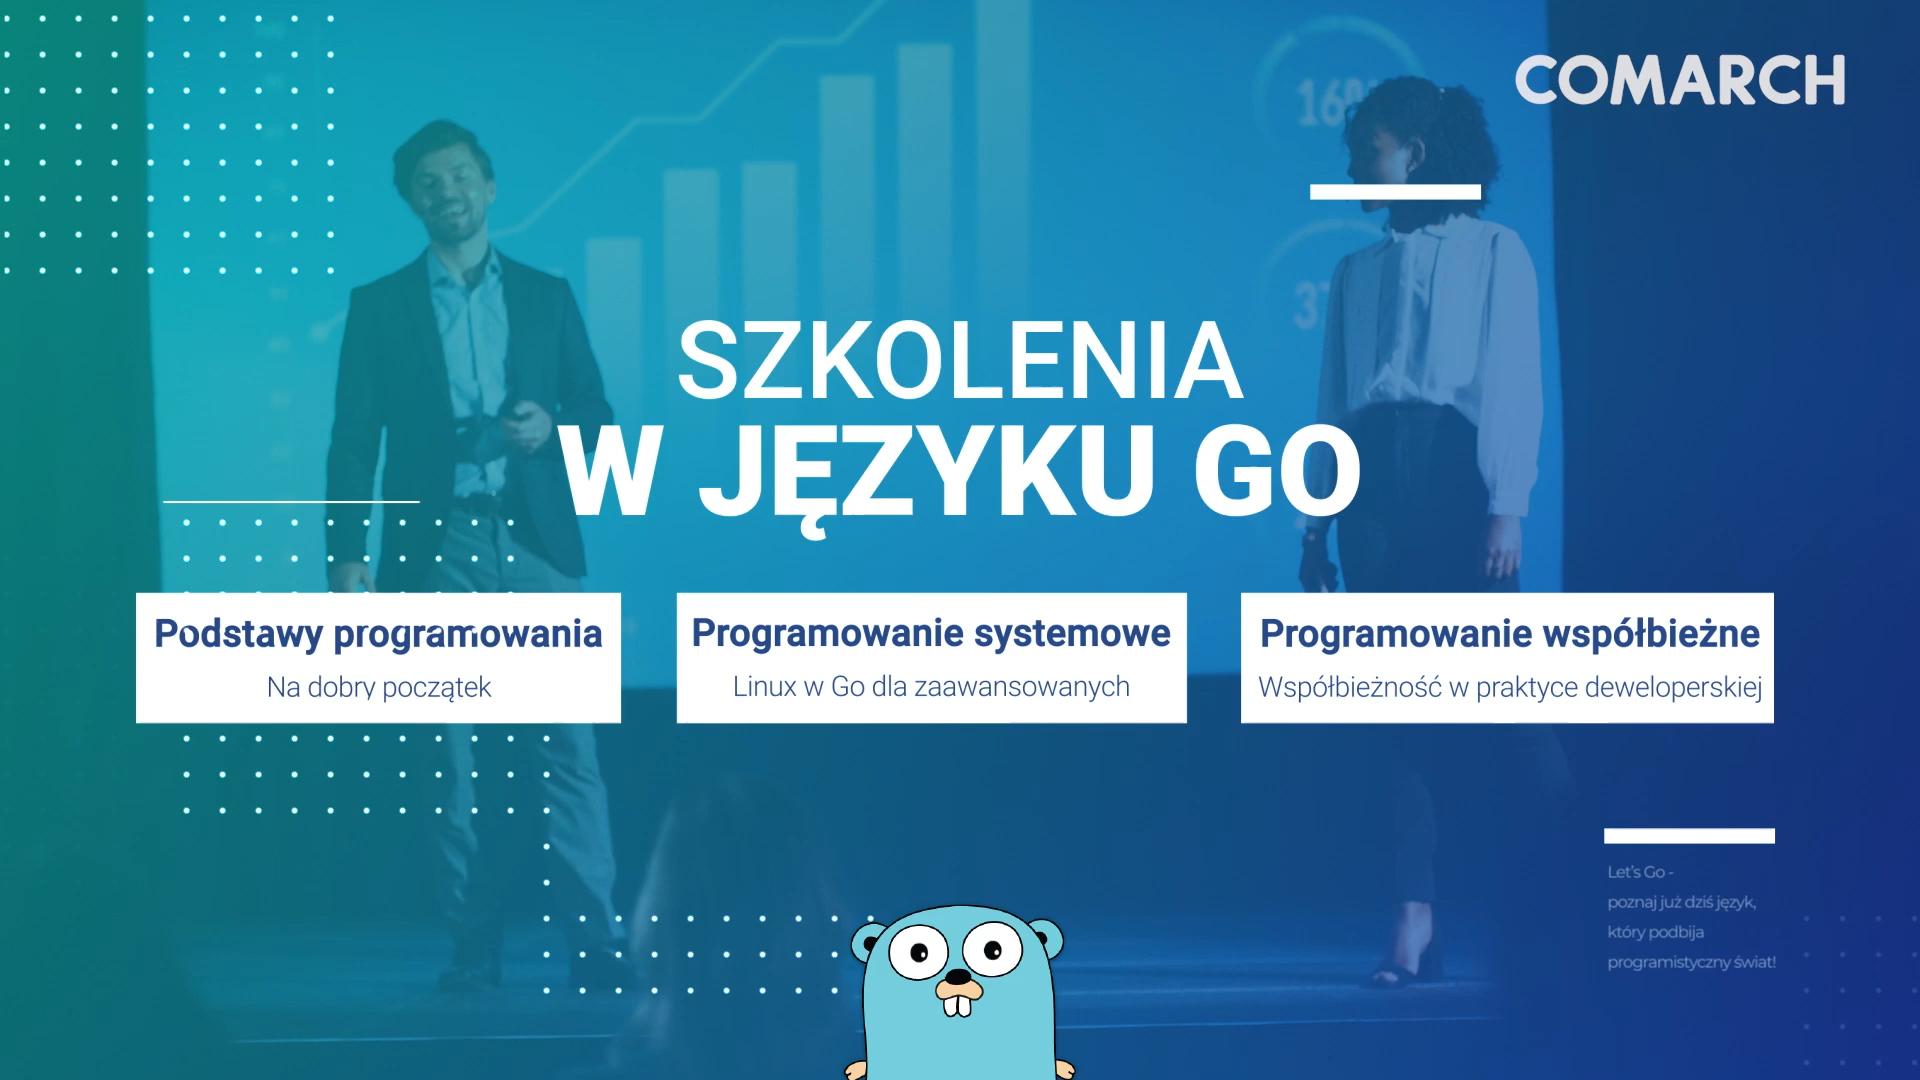 COMARCH
SZKOLENIA
W JĘZYKU GO
Podstawy programowania
Na dobry początek
Programowanie systemowe
Linux w Go dla zaawansowanych
Programowanie współbieżne
Współbieżność w praktyce deweloperskiej
Let's Go -
poznaj już dziś język,
który podbija
programistyczny świat!